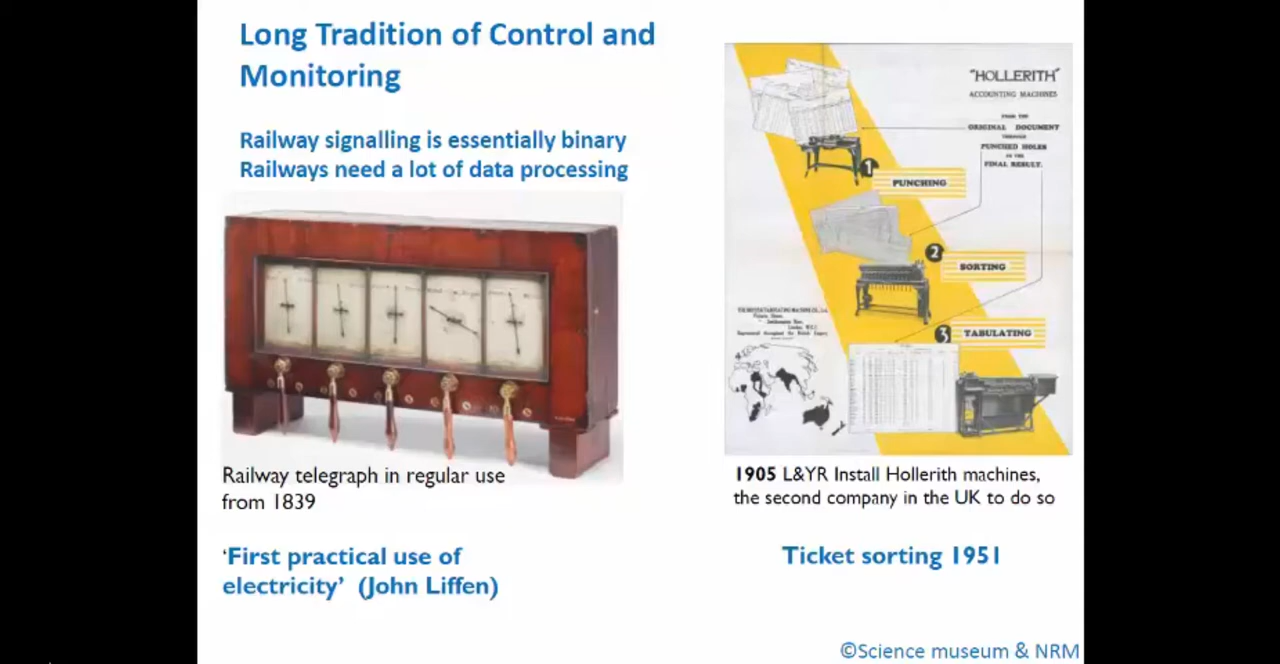 Long Tradition of Control and
Monitoring
Railway signalling is essentially binary
Railways need a lot of data processing
Railway telegraph in regular use
from 1839
‘First practical use of
electricity’ (John Liffen)
"HOLLERITH"
ACCOUNTING MACHINES
FROM THE
ORIGINAL DOCUMENT
THROUGH
PUNCHED HOLES
TO THE
FINAL RESULT.
1
PUNCHING
2
SORTING
3
TABULATING
1905 L&YR Install Hollerith machines,
the second company in the UK to do so
Ticket sorting 1951
©Science museum & NRM